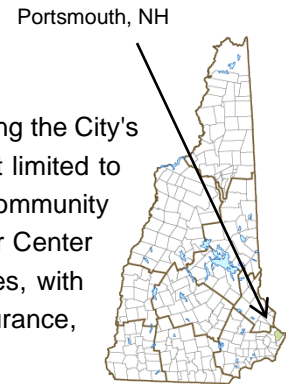 Portsmouth, NH
ng the City's
t limited to
ommunity
r Center
es, with
urance,